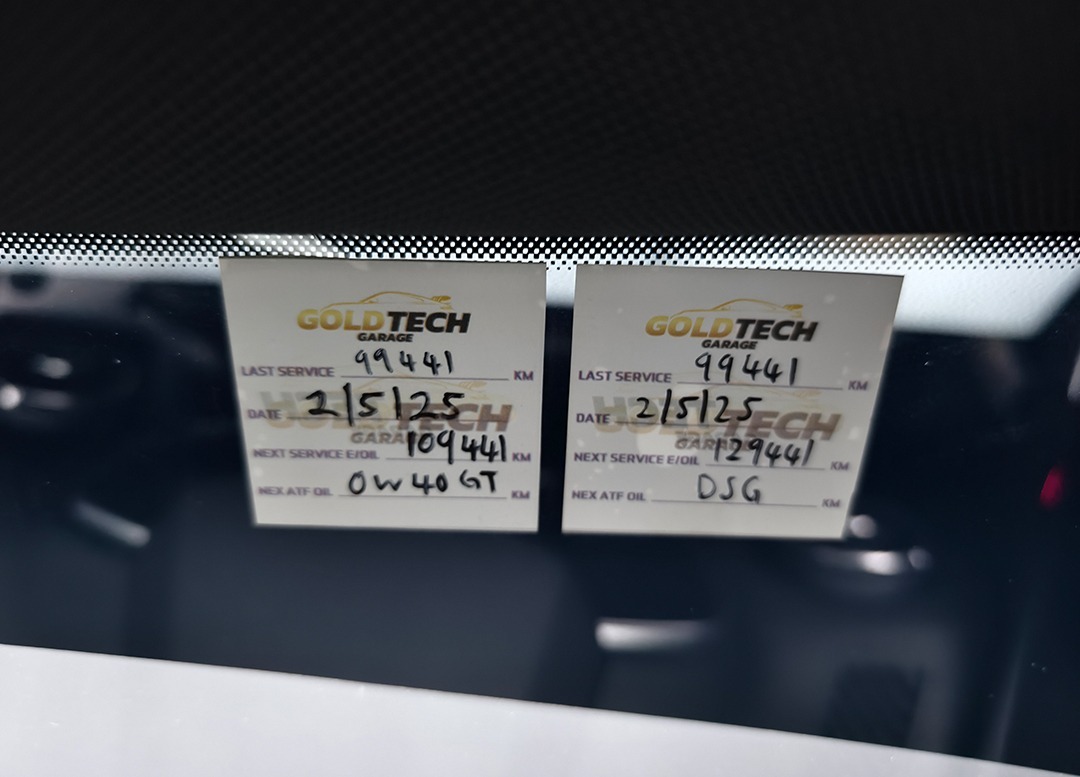 GOLDTECH
GARAGE
LAST SERVICE 99441 KM
DATE 2/5/25
NEXT SERVICE E/OIL 109441 KM
NEX ATF OIL 0W40 GT KM
GOLDTECH
GARAGE
LAST SERVICE 99441 KM
DATE 2/5/25
NEXT SERVICE E/OIL 129441 KM
NEX ATF OIL DSG KM